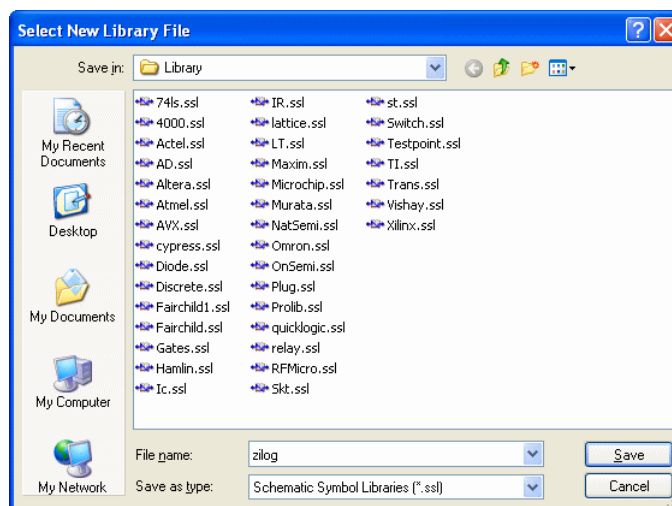 Select New Library File
Save in: Library
My Recent Documents
Desktop
My Documents
My Computer
My Network
74ls.ssl
4000.ssl
Actel.ssl
AD.ssl
Altera.ssl
Atmel.ssl
AVX.ssl
cypress.ssl
Diode.ssl
Discrete.ssl
Fairchild1.ssl
Fairchild.ssl
Gates.ssl
Hamlin.ssl
Ic.ssl
IR.ssl
lattice.ssl
LT.ssl
Maxim.ssl
Microchip.ssl
Murata.ssl
NatSemi.ssl
Omron.ssl
OnSemi.ssl
Plug.ssl
Prolib.ssl
quicklogic.ssl
relay.ssl
RFMicro.ssl
Skt.ssl
st.ssl
Switch.ssl
Testpoint.ssl
TI.ssl
Trans.ssl
Vishay.ssl
Xilinx.ssl
File name: zilog Save
Save as type: Schematic Symbol Libraries (*.ssl) Cancel